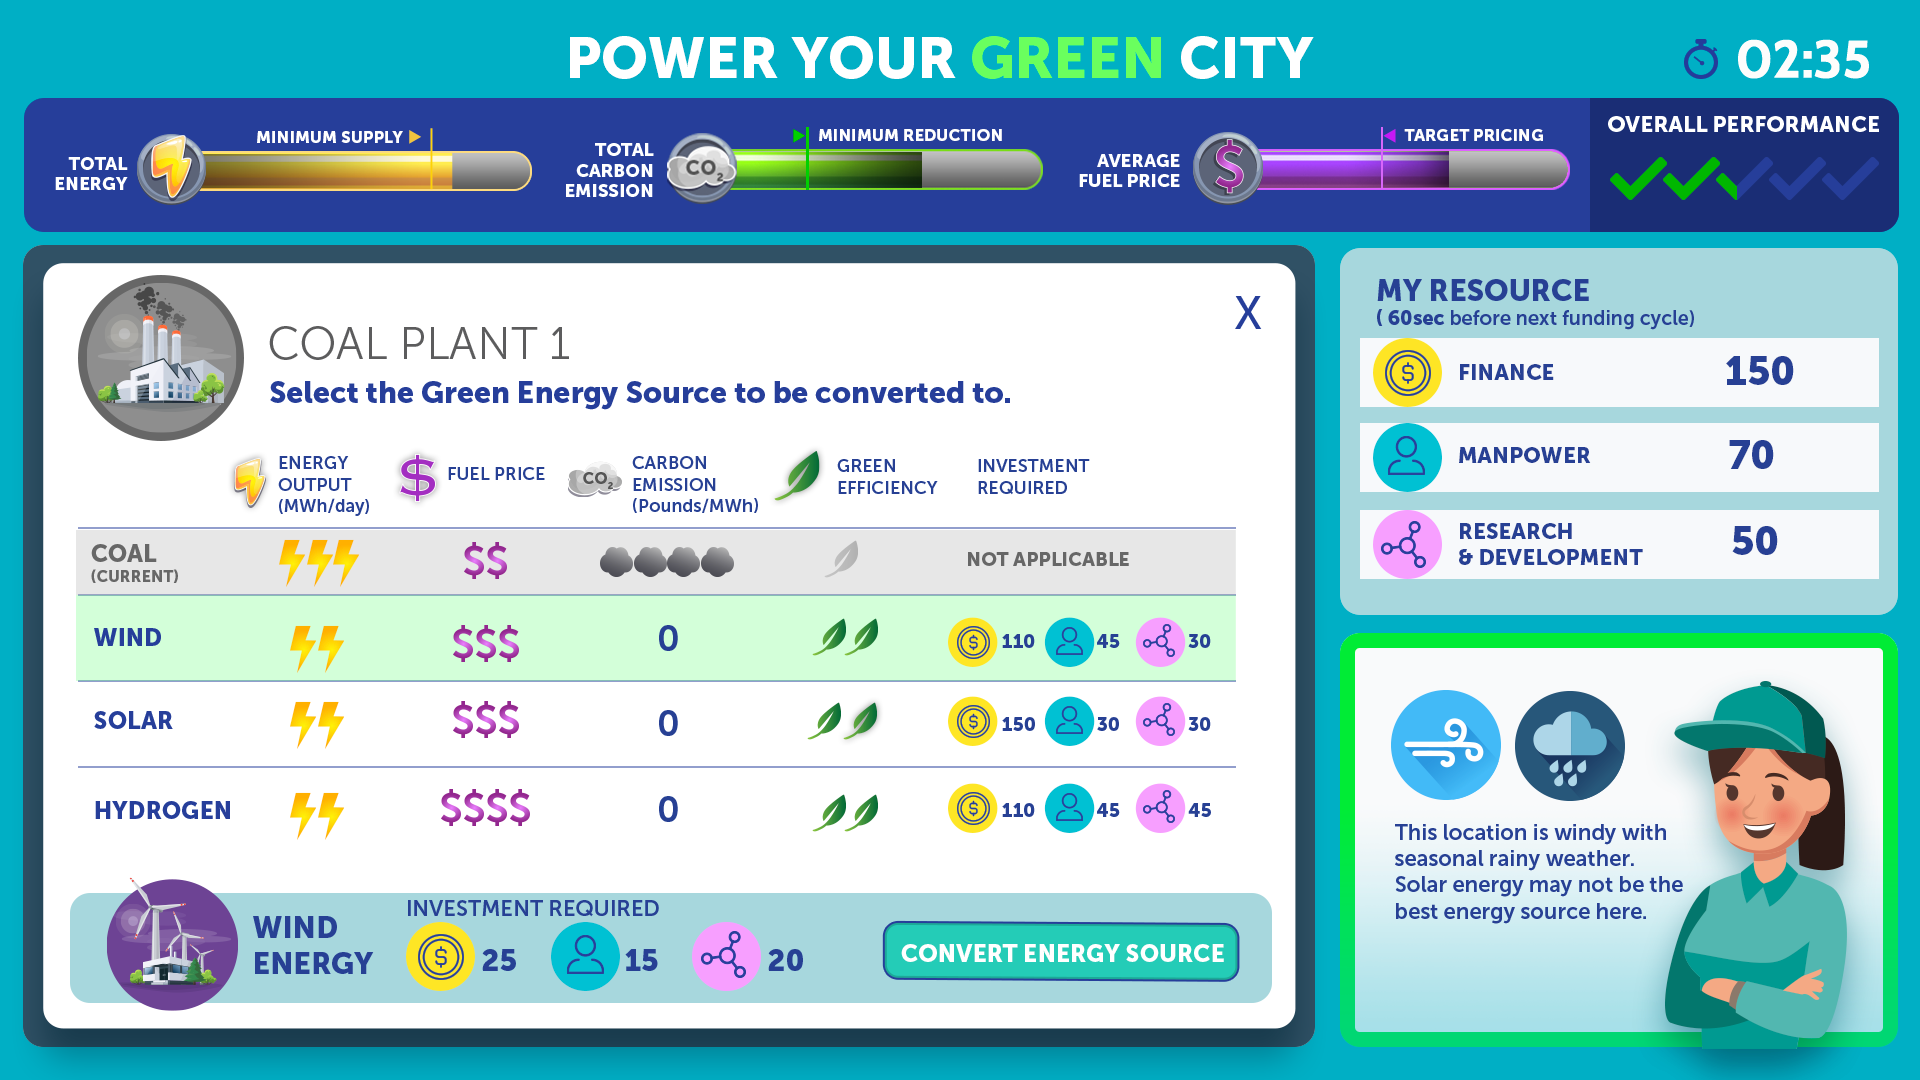 POWER YOUR GREEN CITY
02:35
TOTAL
ENERGY
MINIMUM SUPPLY
TOTAL
CARBON
EMISSION
CO2
MINIMUM REDUCTION
AVERAGE
FUEL PRICE
$
TARGET PRICING
OVERALL PERFORMANCE
X
COAL PLANT 1
Select the Green Energy Source to be converted to.
ENERGY
OUTPUT
(MWh/day)
$
FUEL PRICE
CO2
CARBON
EMISSION
(Pounds/MWh)
GREEN
EFFICIENCY
INVESTMENT
REQUIRED
COAL
(CURRENT)
$$
NOT APPLICABLE
WIND
$$$
0
$ 110 45 30
SOLAR
$$$
0
$ 150 30 30
HYDROGEN
$$$$
0
$ 110 45 45
WIND
ENERGY
INVESTMENT REQUIRED
$ 25 15 20
CONVERT ENERGY SOURCE
MY RESOURCE
( 60sec before next funding cycle)
$ FINANCE 150
MANPOWER 70
RESEARCH
& DEVELOPMENT
50
This location is windy with
seasonal rainy weather.
Solar energy may not be the
best energy source here.